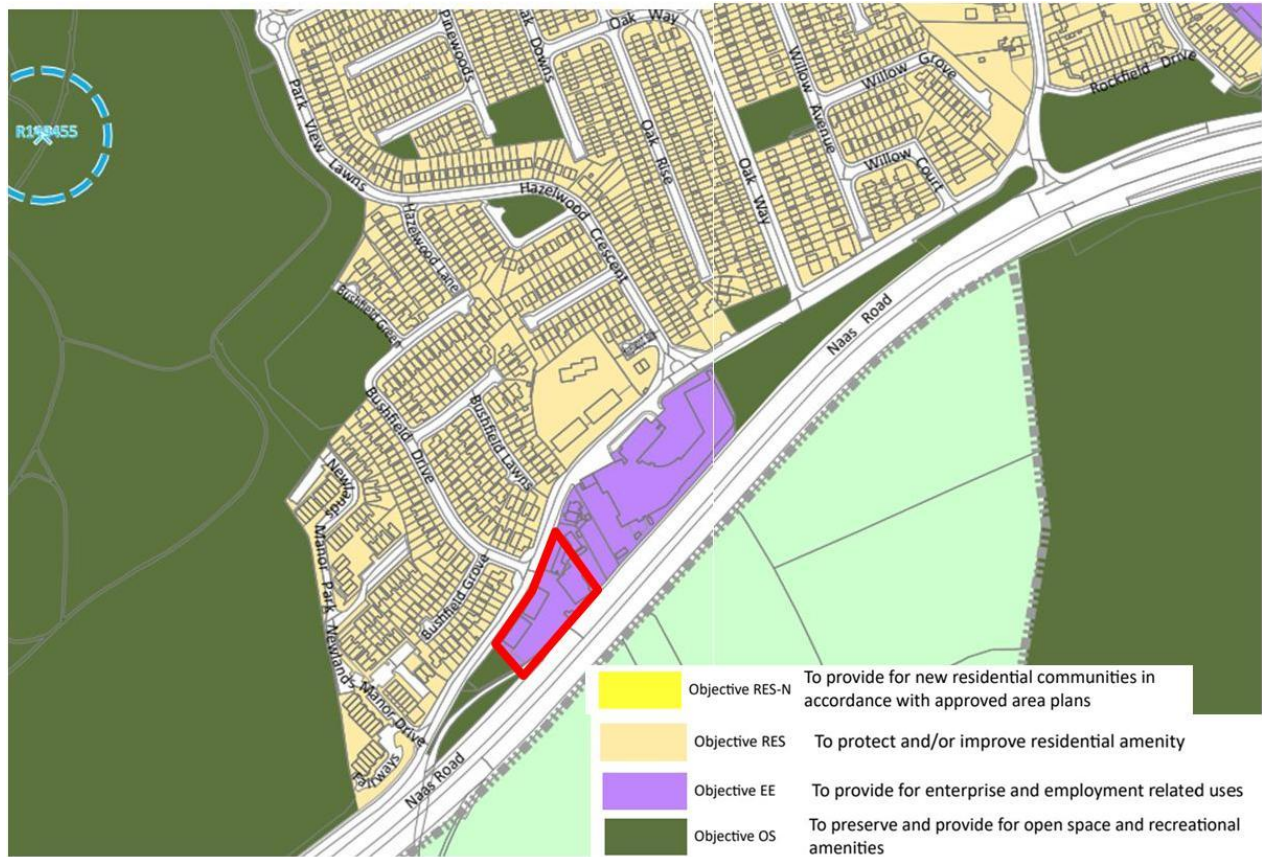 Pinewoods
Oak Downs
Oak Way
Willow Avenue
Willow Grove
Rockfield Drive
R149455
Park View Lawns
Oak Rise
Oak Way
Willow Court
Hazelwood
Crescent
Hazelwood Lane
Bushfield Green
Naas Road
Bushfield Drive
Bushfield Lawns
Newlands
Manor Park
Newlands
Manor Drive
Bushfield Grove
Fairways
Naas Road
Objective RES-N To provide for new residential communities in
accordance with approved area plans
Objective RES To protect and/or improve residential amenity
Objective EE To provide for enterprise and employment related uses
Objective OS To preserve and provide for open space and recreational
amenities